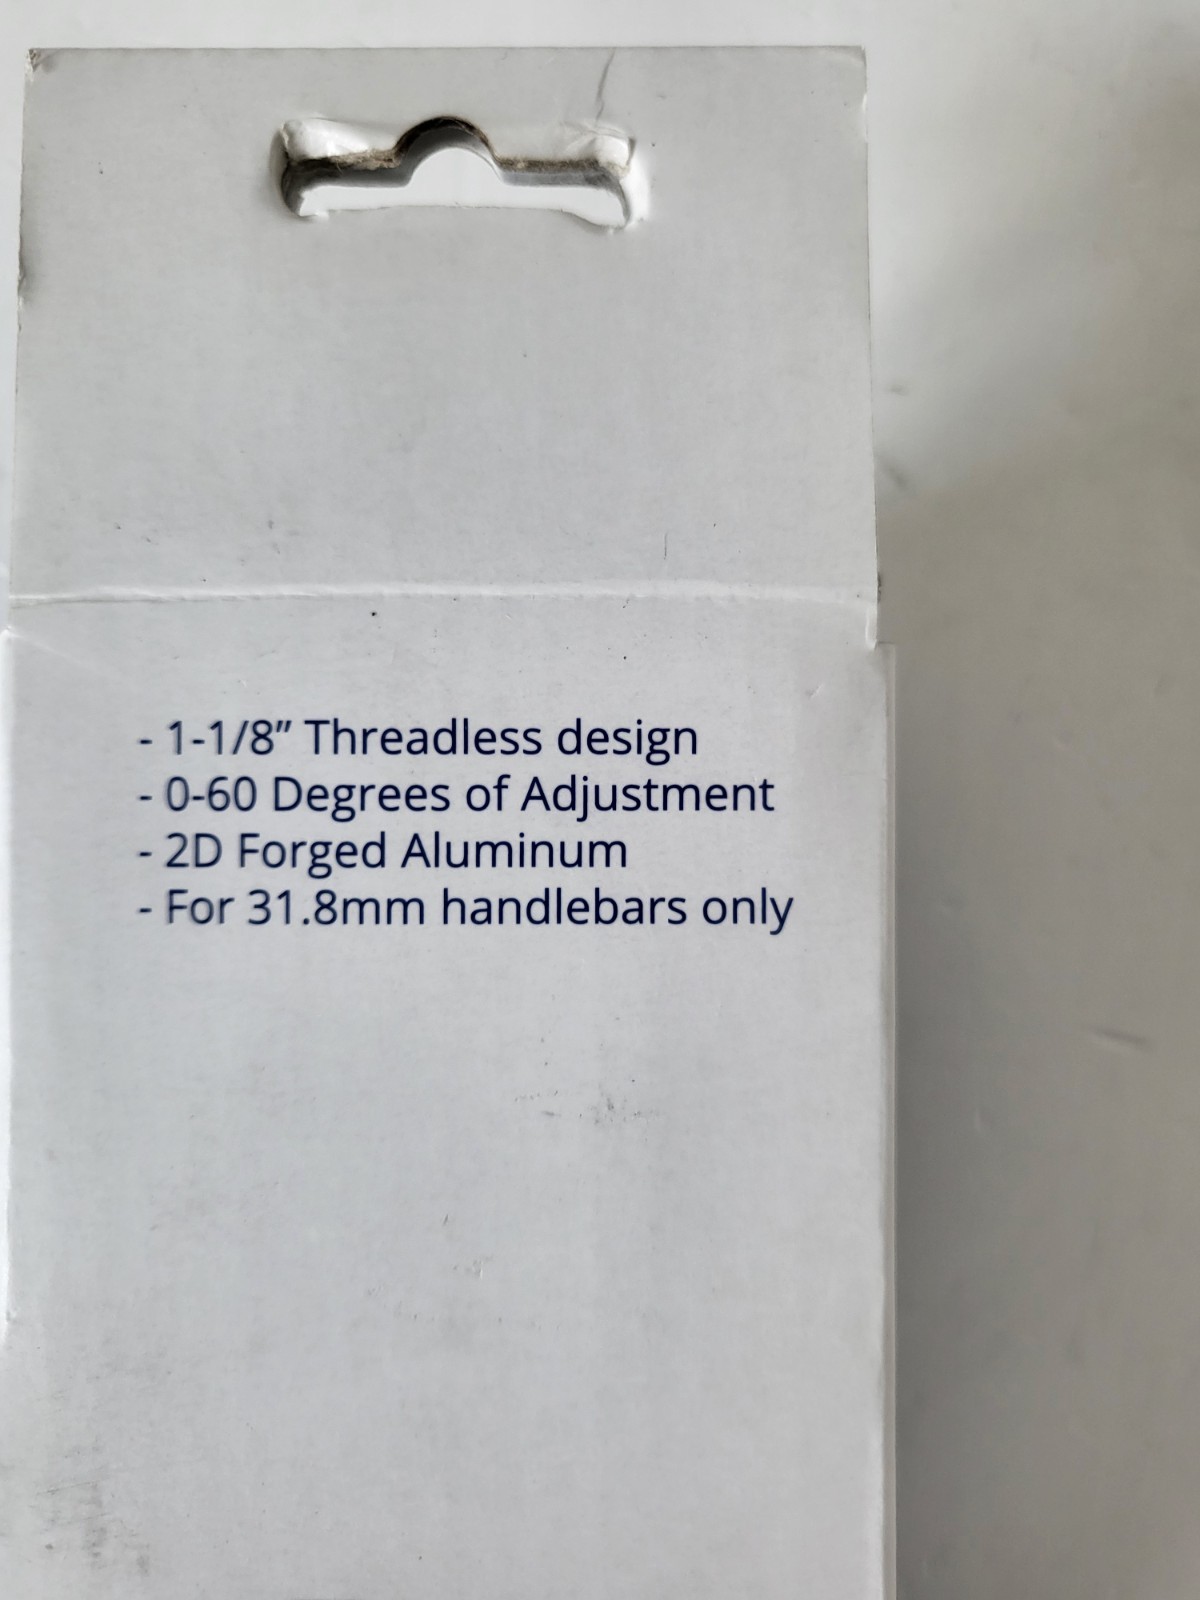 - 1-1/8” Threadless design
- 0-60 Degrees of Adjustment
- 2D Forged Aluminum
- For 31.8mm handlebars only